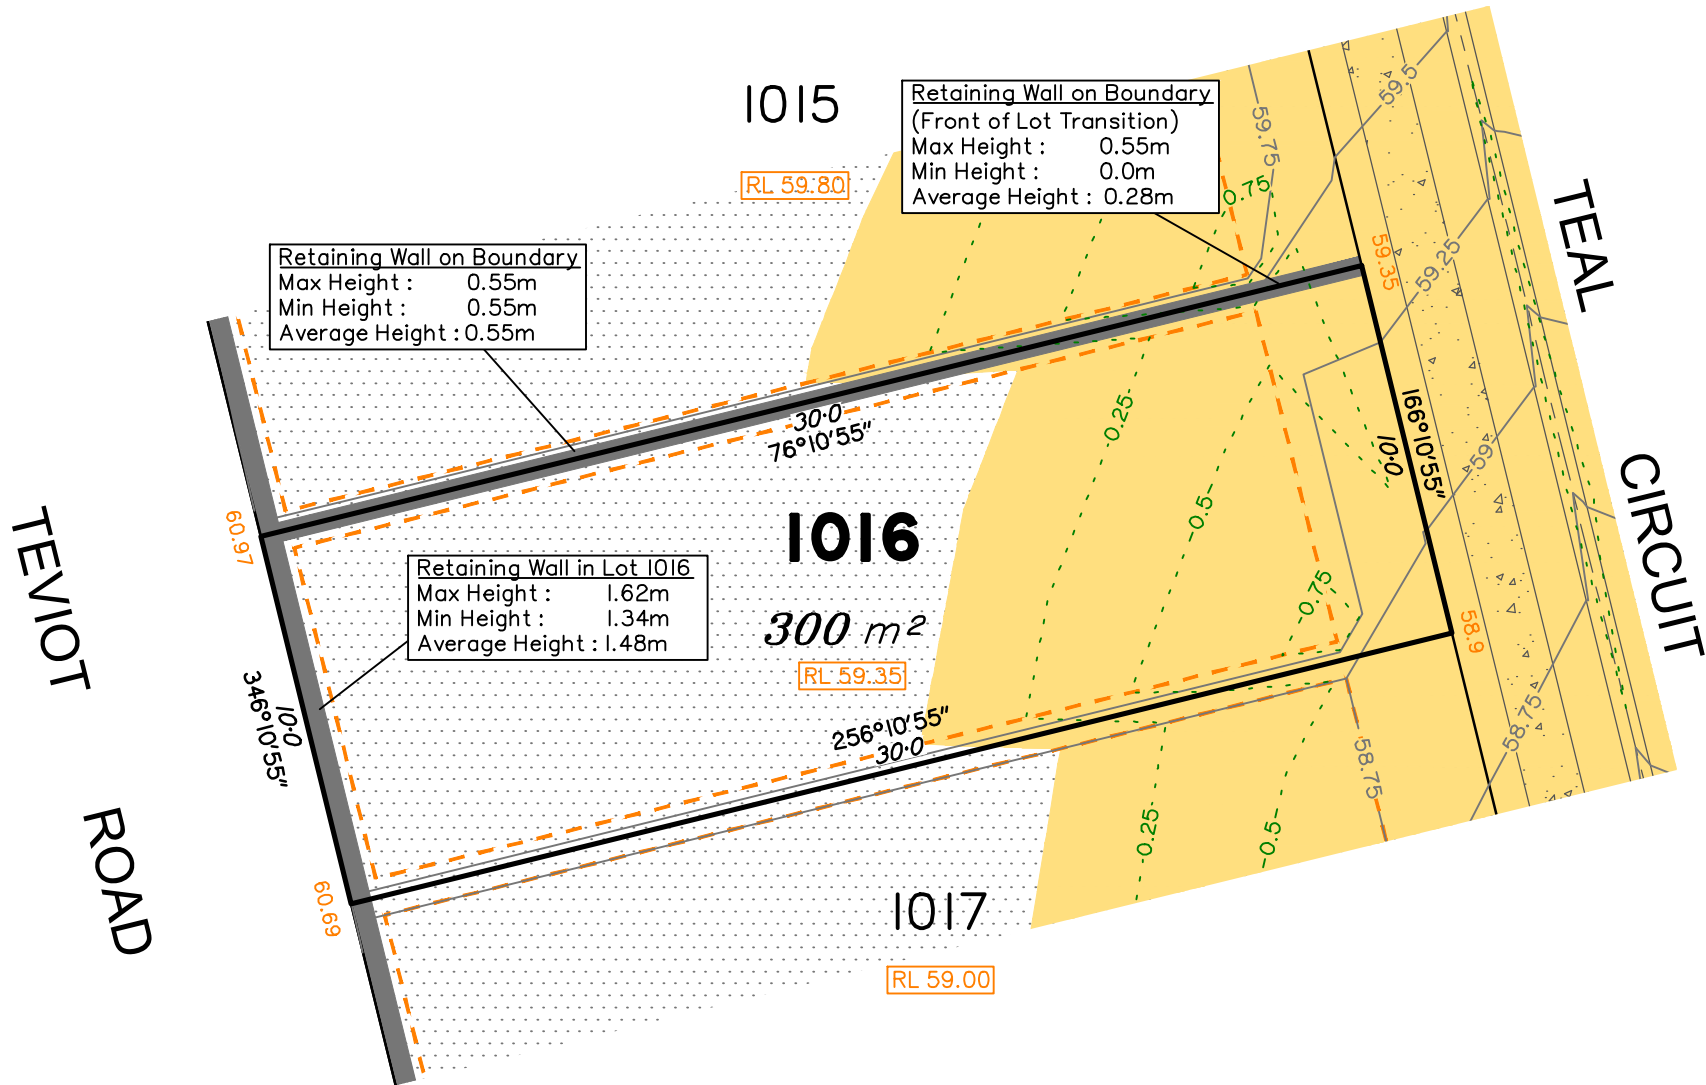 1015
RL 59.80
Retaining Wall on Boundary
(Front of Lot Transition)
Max Height : 0.55m
Min Height : 0.0m
Average Height : 0.28m
59.75
0.75
59.5
59.35
59.25
TEAL
CIRCUIT
Retaining Wall on Boundary
Max Height : 0.55m
Min Height : 0.55m
Average Height : 0.55m
30·0
76°10'55"
0.25
-0.5
166°10'55"
10·0
59
60.97
TEVIOT
ROAD
1016
300 m²
RL 59.35
Retaining Wall in Lot 1016
Max Height : 1.62m
Min Height : 1.34m
Average Height : 1.48m
-0.75
58.9
346°10'55"
10·0
256°10'55"
30·0
58.75
58.75
60.69
-0.25
-0.5
1017
RL 59.00